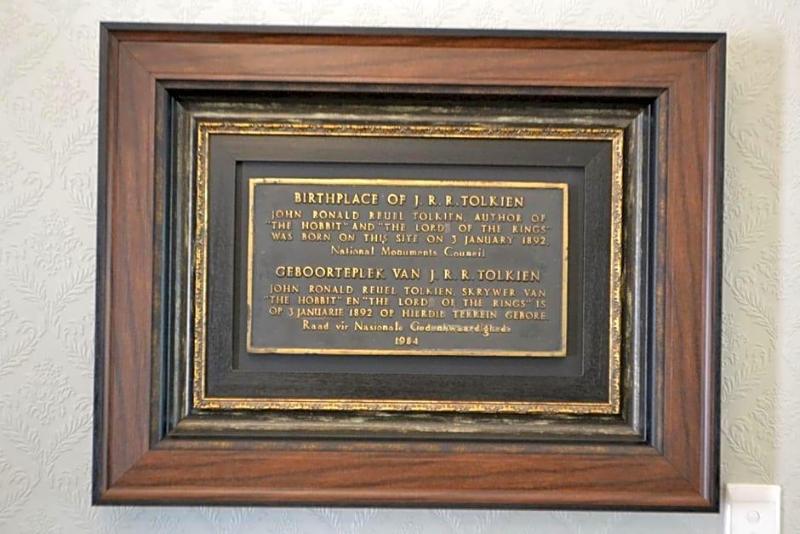 BIRTHPLACE OF J.R.R.TOLKIEN
JOHN RONALD REUEL TOLKIEN, AUTHOR OF
"THE HOBBIT" AND "THE LORD OF THE RINGS"
WAS BORN ON THIS SITE ON 3 JANUARY 1892.
National Monuments Council
GEBOORTEPLEK VAN J.R.R.TOLKIEN
JOHN RONALD REUEL TOLKIEN, SKRYWER VAN
"THE HOBBIT" EN "THE LORD OF THE RINGS" IS
OP 3 JANUARIE 1892 OP HIERDIE TERREIN GEBORE.
Raad vir Nasionale Gedenkwaardighede
1984